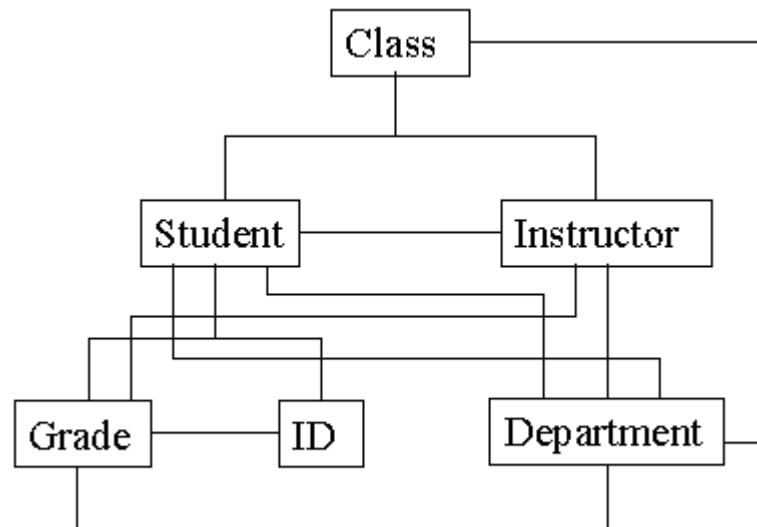 Class
Student
Instructor
Grade
ID
Department